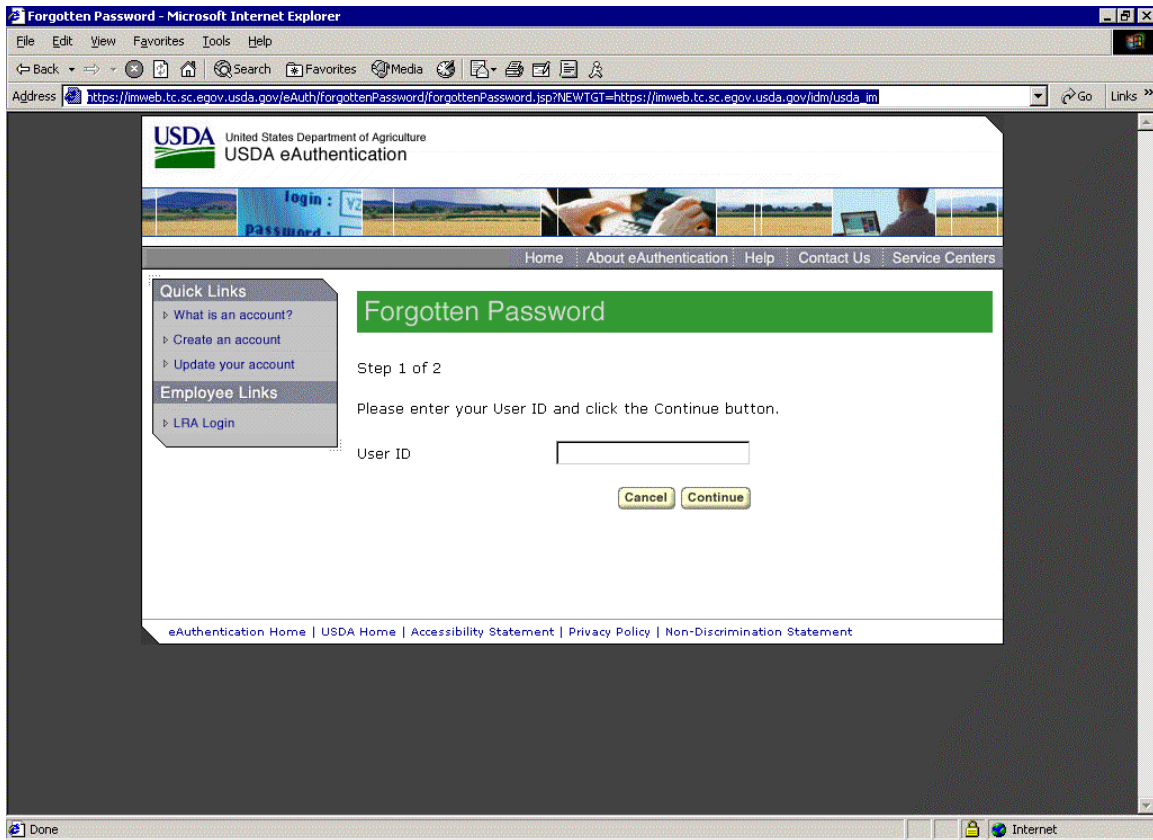 Forgotten Password - Microsoft Internet Explorer
File Edit View Favorites Tools Help
Back Search Favorites Media
Address https://imweb.tc.sc.egov.usda.gov/eAuth/forgottenPassword/forgottenPassword.jsp?NEWTGT=https://imweb.tc.sc.egov.usda.gov/idm/usda_im Go Links »
USDA United States Department of Agriculture
USDA eAuthentication
login : YZ
password :
Home About eAuthentication Help Contact Us Service Centers
Quick Links
What is an account?
Create an account
Update your account
Employee Links
LRA Login
Forgotten Password
Step 1 of 2
Please enter your User ID and click the Continue button.
User ID
Cancel Continue
eAuthentication Home | USDA Home | Accessibility Statement | Privacy Policy | Non-Discrimination Statement
Done Internet